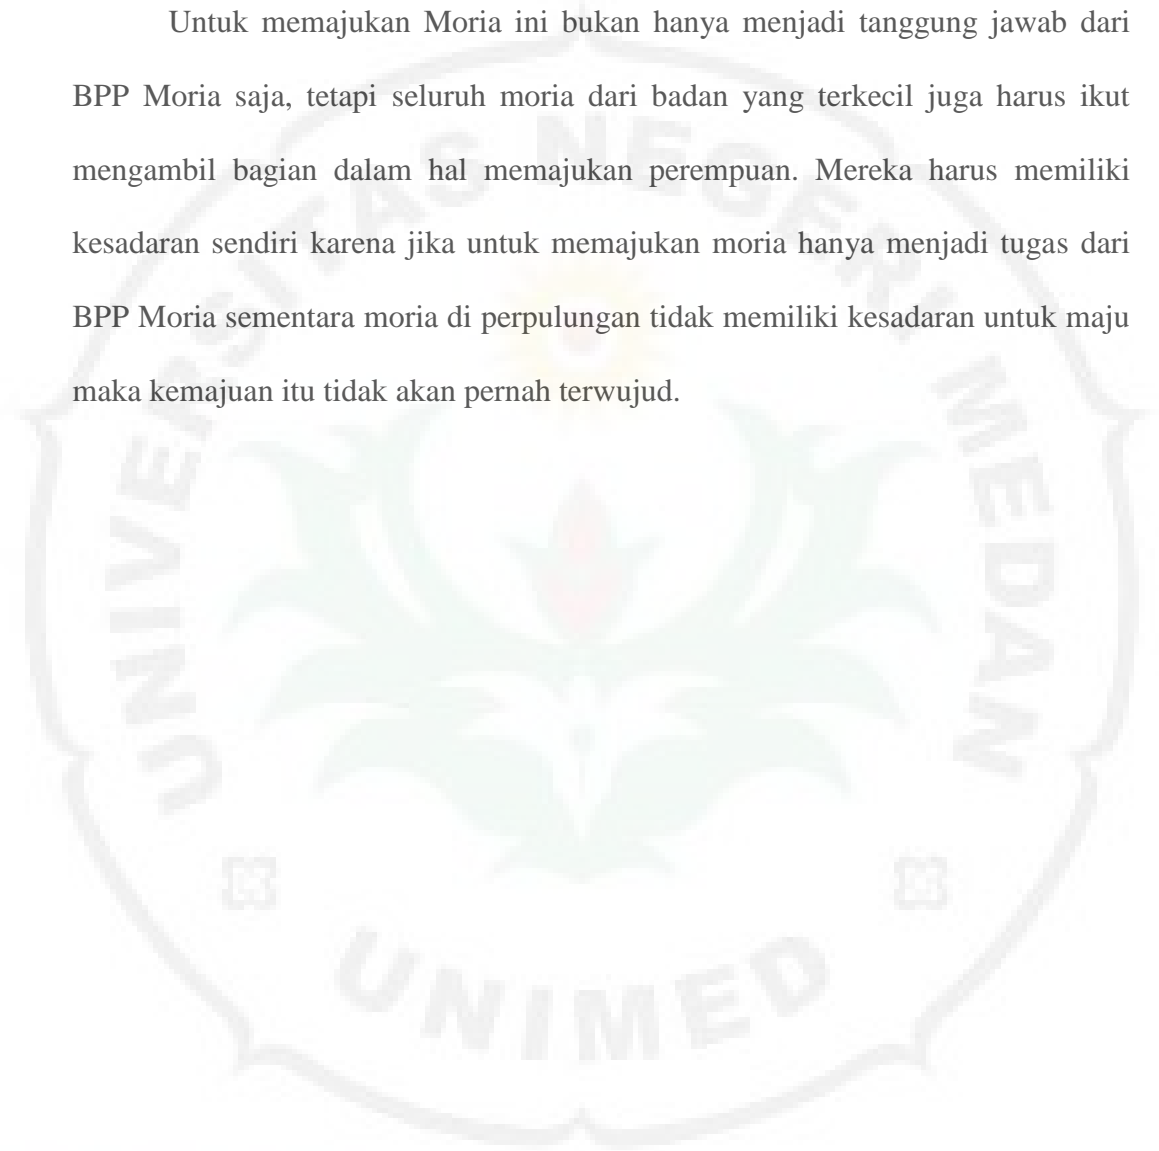 Untuk memajukan Moria ini bukan hanya menjadi tanggung jawab dari
BPP Moria saja, tetapi seluruh moria dari badan yang terkecil juga harus ikut
mengambil bagian dalam hal memajukan perempuan. Mereka harus memiliki
kesadaran sendiri karena jika untuk memajukan moria hanya menjadi tugas dari
BPP Moria sementara moria di perpulungan tidak memiliki kesadaran untuk maju
maka kemajuan itu tidak akan pernah terwujud.
UNIVERSITAS NEGERI MEDAN
UNIMED